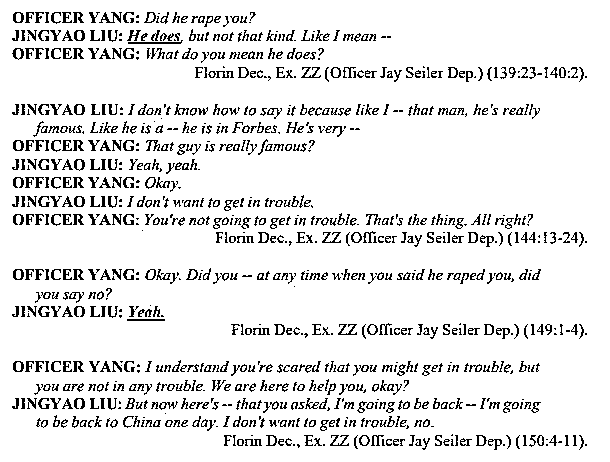 OFFICER YANG: Did he rape you?
JINGYAO LIU: He does, but not that kind. Like I mean --
OFFICER YANG: What do you mean he does?
Florin Dec., Ex. ZZ (Officer Jay Seiler Dep.) (139:23-140:2).
JINGYAO LIU: I don't know how to say it because like I -- that man, he's really
famous. Like he is a -- he is in Forbes. He's very --
OFFICER YANG: That guy is really famous?
JINGYAO LIU: Yeah, yeah.
OFFICER YANG: Okay.
JINGYAO LIU: I don't want to get in trouble.
OFFICER YANG: You're not going to get in trouble. That's the thing. All right?
Florin Dec., Ex. ZZ (Officer Jay Seiler Dep.) (144:13-24).
OFFICER YANG: Okay. Did you -- at any time when you said he raped you, did
you say no?
JINGYAO LIU: Yeah.
Florin Dec., Ex. ZZ (Officer Jay Seiler Dep.) (149:1-4).
OFFICER YANG: I understand you're scared that you might get in trouble, but
you are not in any trouble. We are here to help you, okay?
JINGYAO LIU: But now here's -- that you asked, I'm going to be back -- I'm going
to be back to China one day. I don't want to get in trouble, no.
Florin Dec., Ex. ZZ (Officer Jay Seiler Dep.) (150:4-11).